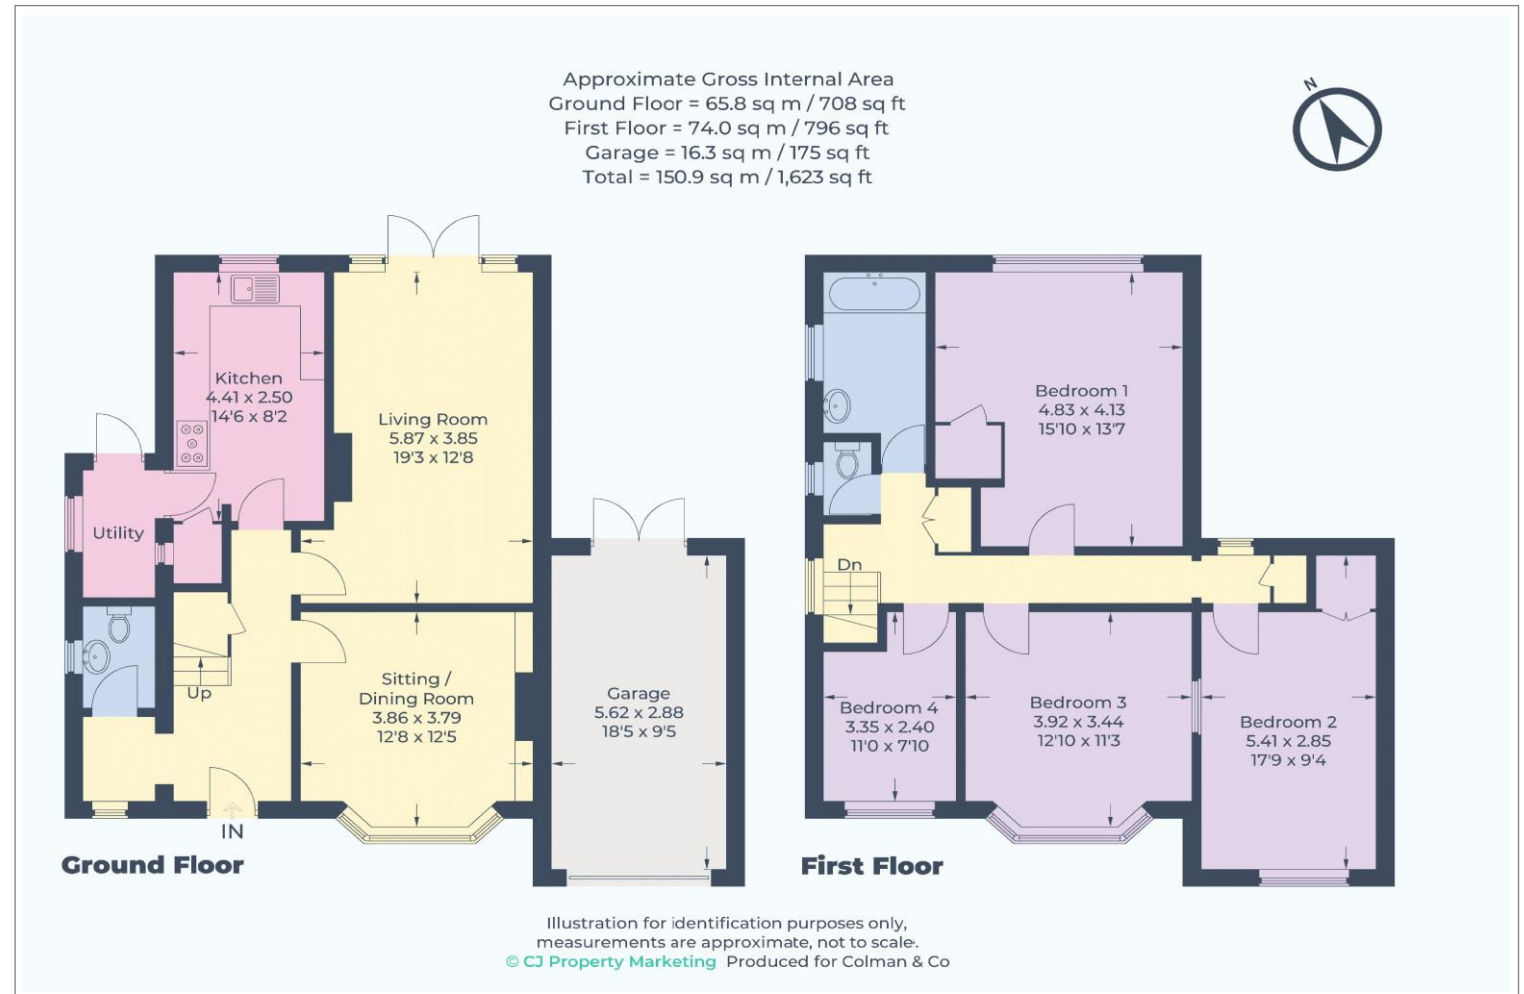 Approximate Gross Internal Area
Ground Floor = 65.8 sq m / 708 sq ft
First Floor = 74.0 sq m / 796 sq ft
Garage = 16.3 sq m / 175 sq ft
Total = 150.9 sq m / 1,623 sq ft
N
Kitchen
4.41 x 2.50
14'6 x 8'2
Living Room
5.87 x 3.85
19'3 x 12'8
Utility
Up
Sitting /
Dining Room
3.86 x 3.79
12'8 x 12'5
Garage
5.62 x 2.88
18'5 x 9'5
IN
Ground Floor
Bedroom 1
4.83 x 4.13
15'10 x 13'7
Dn
Bedroom 4
3.35 x 2.40
11'0 x 7'10
Bedroom 3
3.92 x 3.44
12'10 x 11'3
Bedroom 2
5.41 x 2.85
17'9 x 9'4
First Floor
Illustration for identification purposes only,
measurements are approximate, not to scale.
© CJ Property Marketing Produced for Colman & Co